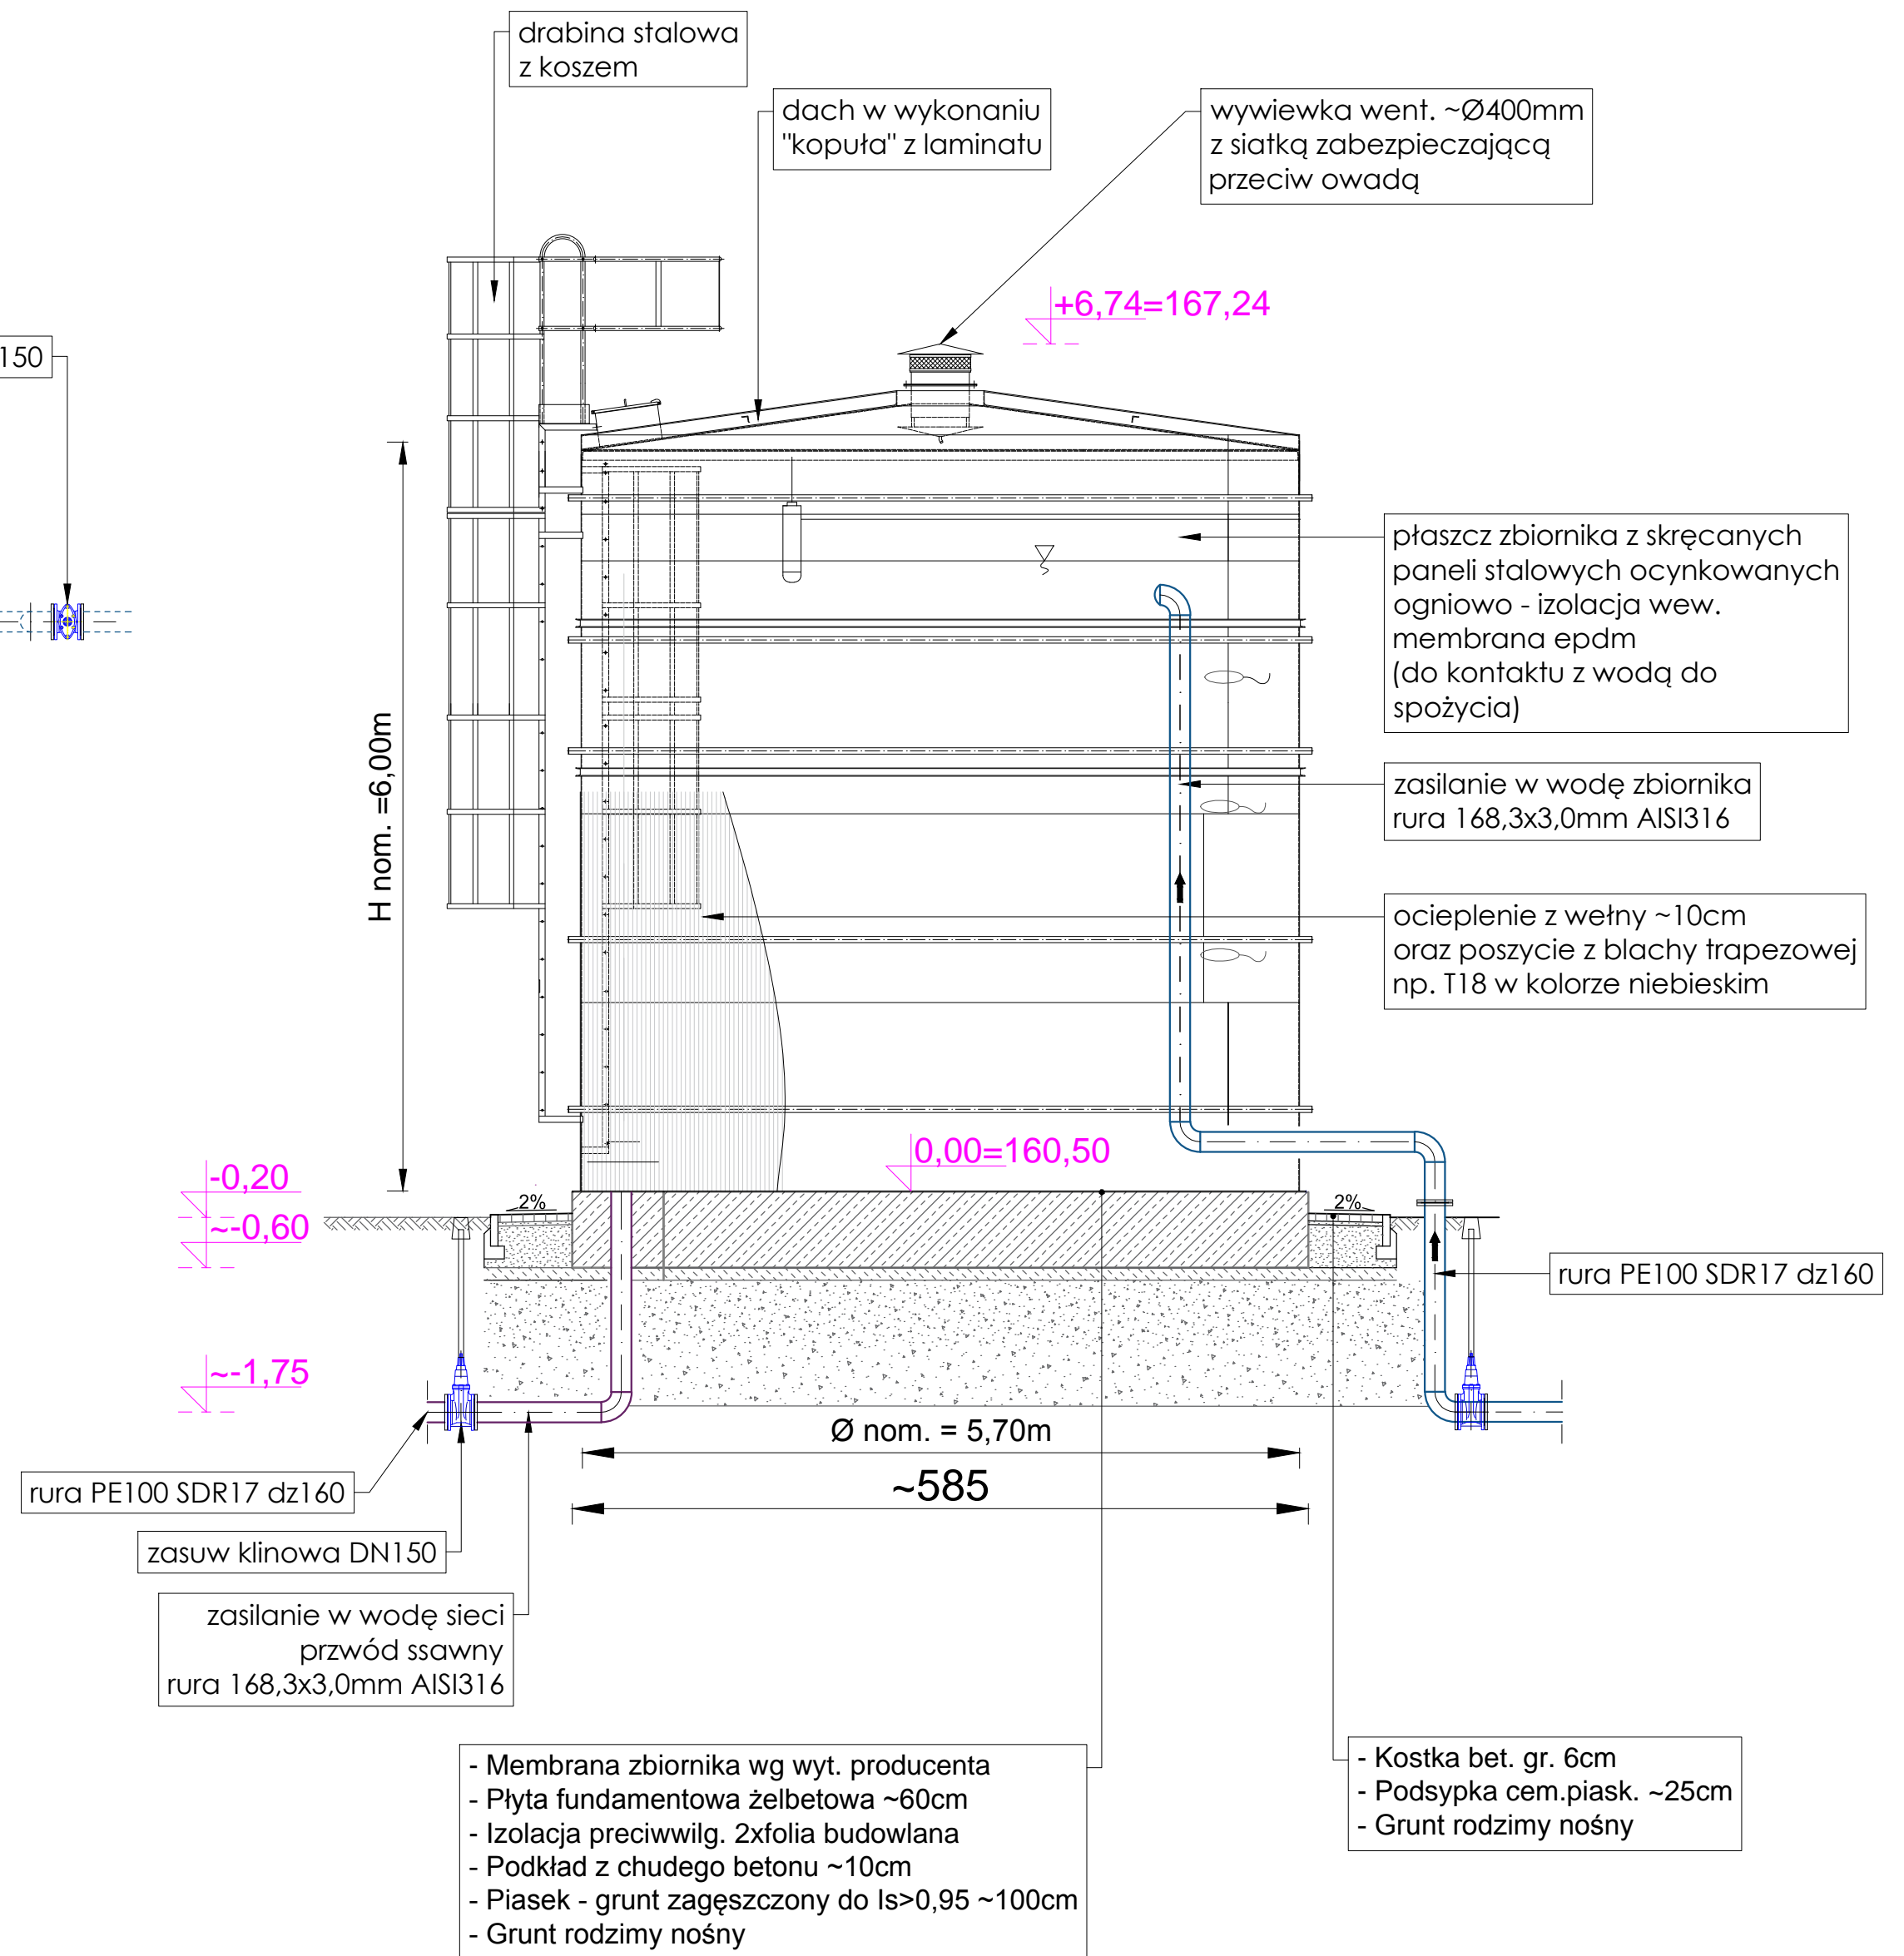 drabina stalowa
z koszem
dach w wykonaniu
"kopuła" z laminatu
wywiewka went. ~Ø400mm
z siatką zabezpieczającą
przeciw owadą
+6,74=167,24
150
płaszcz zbiornika z skręcanych
paneli stalowych ocynkowanych
ogniowo - izolacja wew.
membrana epdm
(do kontaktu z wodą do
spożycia)
zasilanie w wodę zbiornika
rura 168,3x3,0mm AISI316
H nom. =6,00m
ocieplenie z wełny ~10cm
oraz poszycie z blachy trapezowej
np. T18 w kolorze niebieskim
0,00=160,50
-0,20
2%
2%
~-0,60
rura PE100 SDR17 dz160
~-1,75
Ø nom. = 5,70m
~585
rura PE100 SDR17 dz160
zasuw klinowa DN150
zasilanie w wodę sieci
przwód ssawny
rura 168,3x3,0mm AISI316
- Membrana zbiornika wg wyt. producenta
- Płyta fundamentowa żelbetowa ~60cm
- Izolacja preciwwilg. 2xfolia budowlana
- Podkład z chudego betonu ~10cm
- Piasek - grunt zagęszczony do Is>0,95 ~100cm
- Grunt rodzimy nośny
- Kostka bet. gr. 6cm
- Podsypka cem.piask. ~25cm
- Grunt rodzimy nośny